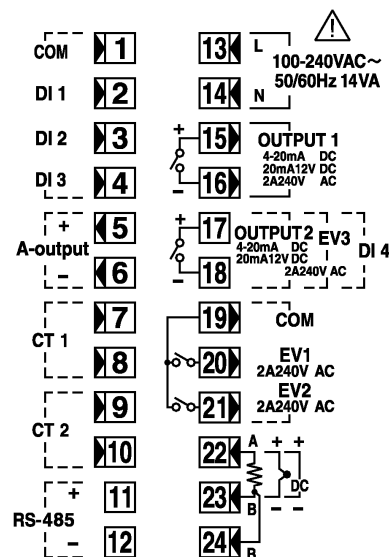 COM 1 13 L
100-240VAC～
DI 1 2 14 N 50/60Hz 14VA
DI 2 3 + 15 OUTPUT 1
4-20mA DC
20mA12V DC
DI 3 4 − 16 2A240V AC
+ 5 + 17 OUTPUT2 EV3
A-output 4-20mA DC DI 4
20mA12V DC
− 6 − 18 2A240V AC
7 19 COM
CT 1
8 20 EV1
2A240V AC
EV2
9 21 2A240V AC
CT 2
10 22 A + +
DC
+ 11 23 B − −
RS-485
− 12 24 B